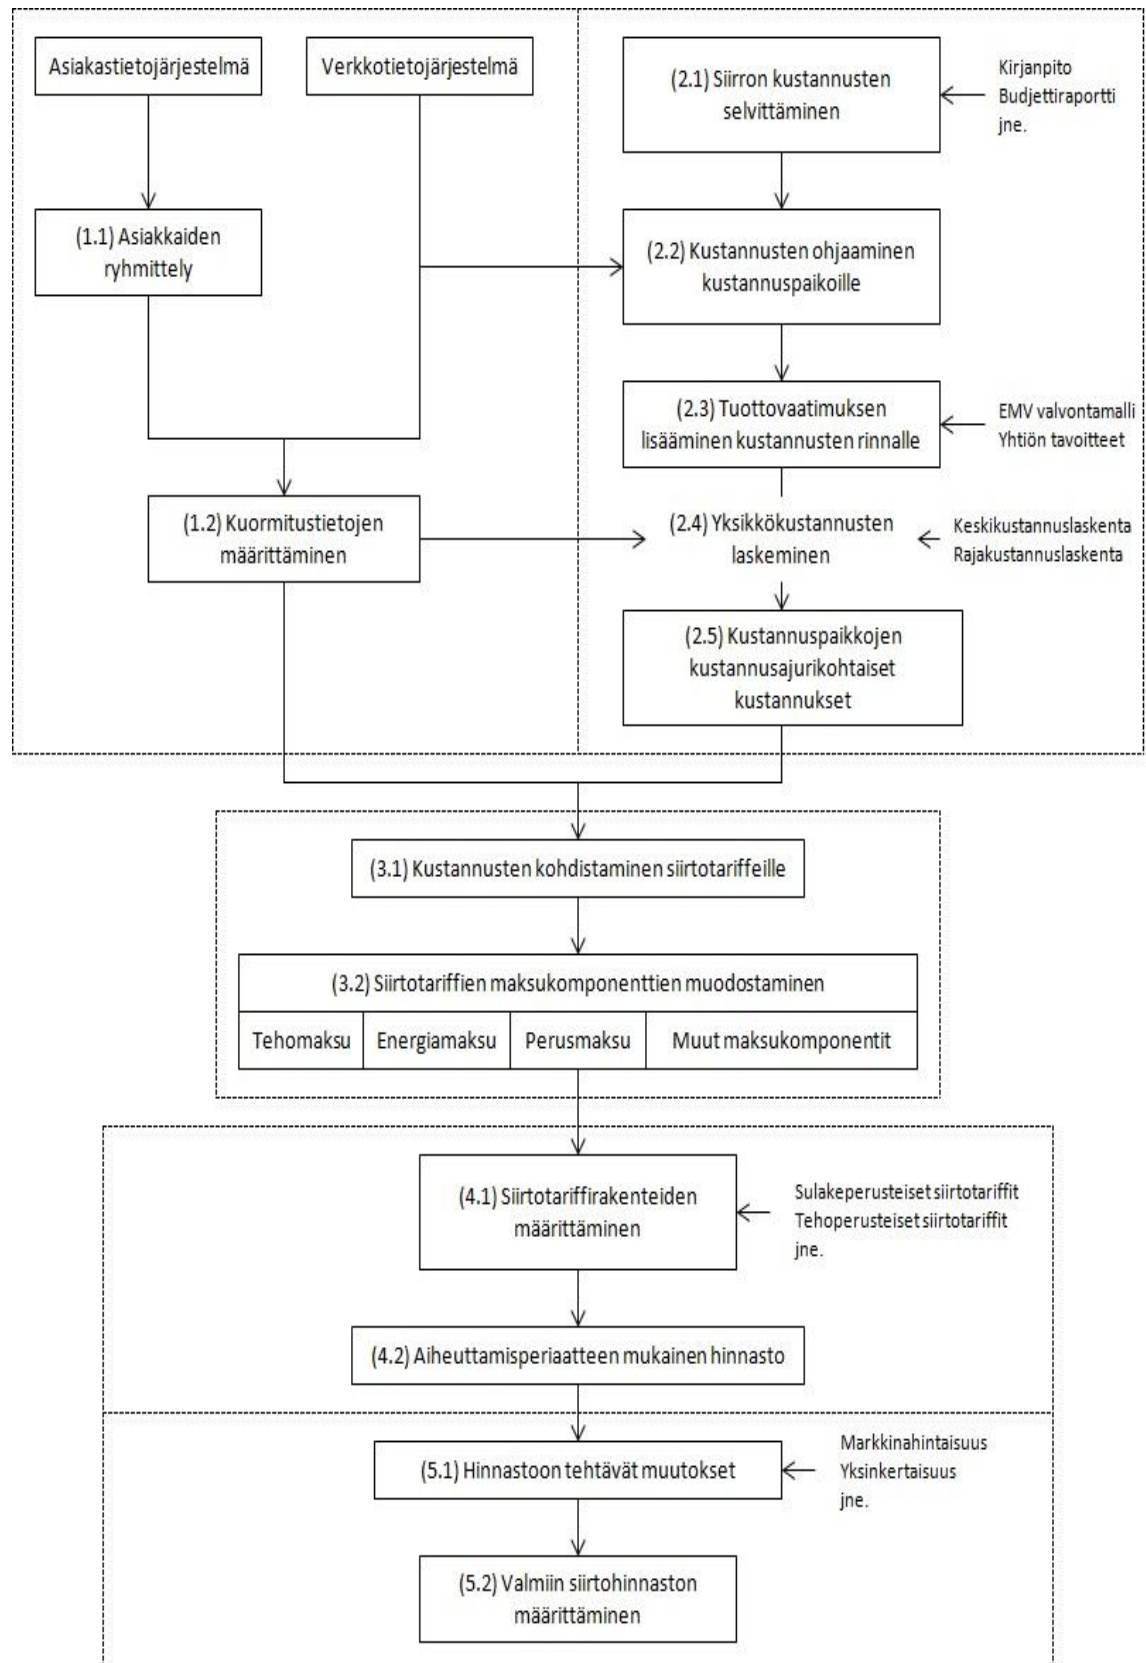 Asiakastietojärjestelmä
Verkkotietojärjestelmä
(2.1) Siirron kustannusten
selvittäminen
Kirjanpito
Budjettiraportti
jne.
(1.1) Asiakkaiden
ryhmittely
(2.2) Kustannusten ohjaaminen
kustannuspaikoille
(2.3) Tuottovaatimuksen
lisääminen kustannusten rinnalle
EMV valvontamalli
Yhtiön tavoitteet
(1.2) Kuormitustietojen
määrittäminen
(2.4) Yksikkökustannusten
laskeminen
Keskikustannuslaskenta
Rajakustannuslaskenta
(2.5) Kustannuspaikkojen
kustannusajurikohtaiset
kustannukset
(3.1) Kustannusten kohdistaminen siirtotariffeille
(3.2) Siirtotariffien maksukomponenttien muodostaminen
Tehomaksu
Energiamaksu
Perusmaksu
Muut maksukomponentit
(4.1) Siirtotariffirakenteiden
määrittäminen
Sulakeperusteiset siirtotariffit
Tehoperusteiset siirtotariffit
jne.
(4.2) Aiheuttamisperiaatteen mukainen hinnasto
(5.1) Hinnastoon tehtävät muutokset
Markkinahintaisuus
Yksinkertaisuus
jne.
(5.2) Valmiin siirtohinnaston
määrittäminen